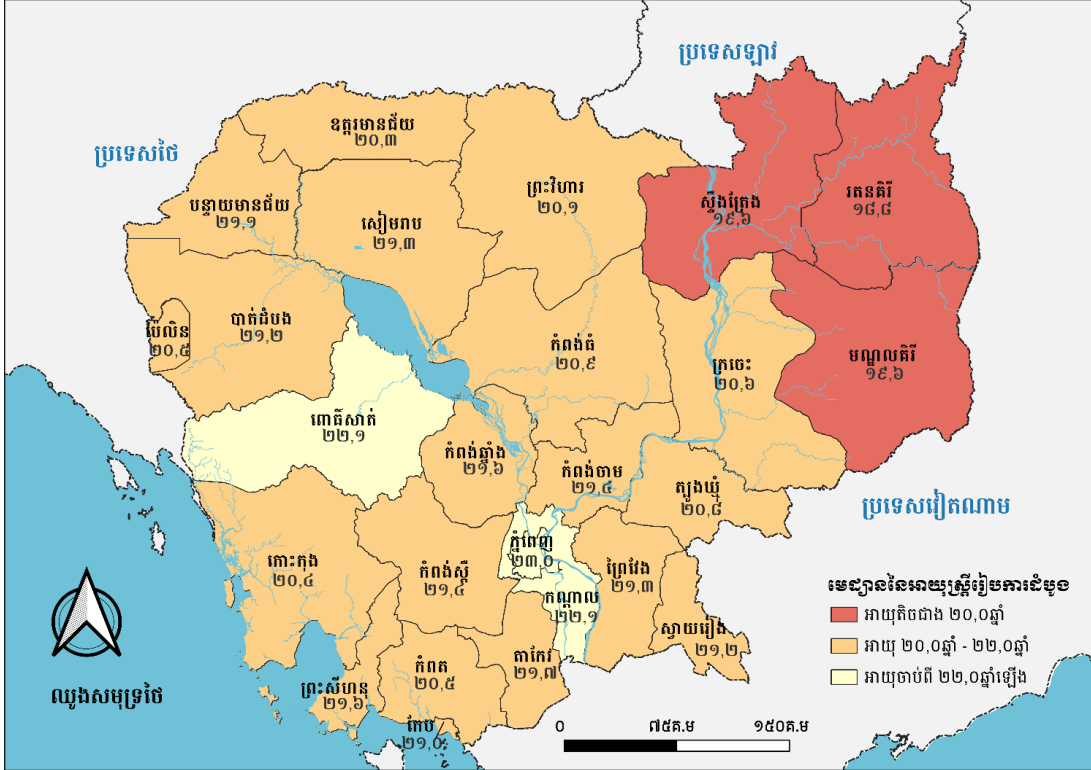 ប្រទេសឡាវ
ឧត្តរមានជ័យ
២០,៣
ប្រទេសថៃ
ព្រះវិហារ
២០,១
រតនគិរី
១៨,៨
បន្ទាយមានជ័យ
២១,១
ស្ទឹងត្រែង
១៩,៦
សៀមរាប
២១,៣
បាត់ដំបង
២១,២
ប៉ៃលិន
២០,៥
កំពង់ធំ
២០,៩
ក្រចេះ
២០,៦
មណ្ឌលគិរី
១៩,៦
ពោធិ៍សាត់
២២,១
កំពង់ឆ្នាំង
២១,៦
កំពង់ចាម
២១,៤
ត្បូងឃ្មុំ
២០,៨
ប្រទេសវៀតណាម
ភ្នំពេញ
២៣,០
កោះកុង
២០,៤
កំពង់ស្ពឺ
២១,៤
ព្រៃវែង
២១,៣
កណ្ដាល
២២,១
ស្វាយរៀង
២១,២
តាកែវ
២១,៧
កំពត
២០,៥
ព្រះសីហនុ
២១,៦
កែប
២១,០
ឈូងសមុទ្រថៃ
មេដ្យាននៃអាយុស្ត្រីរៀបការដំបូង
អាយុតិចជាង ២០,០ឆ្នាំ
អាយុ ២០,០ឆ្នាំ - ២២,០ឆ្នាំ
អាយុចាប់ពី ២២,០ឆ្នាំឡើង
0 ៧៥គ.ម ១៥០គ.ម